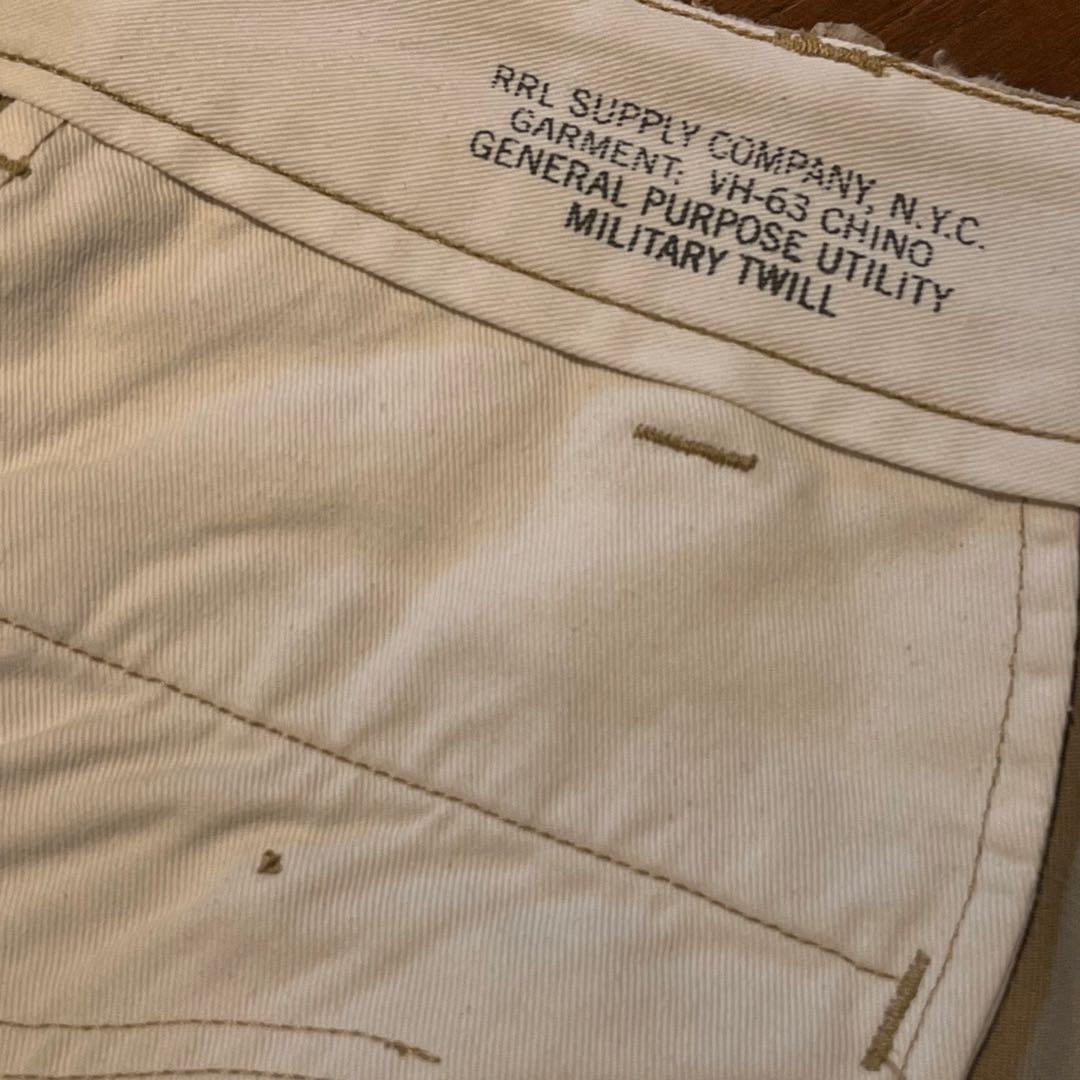 RRL SUPPLY COMPANY, N.Y.C.
GARMENT: VH-63 CHINO
GENERAL PURPOSE UTILITY
MILITARY TWILL